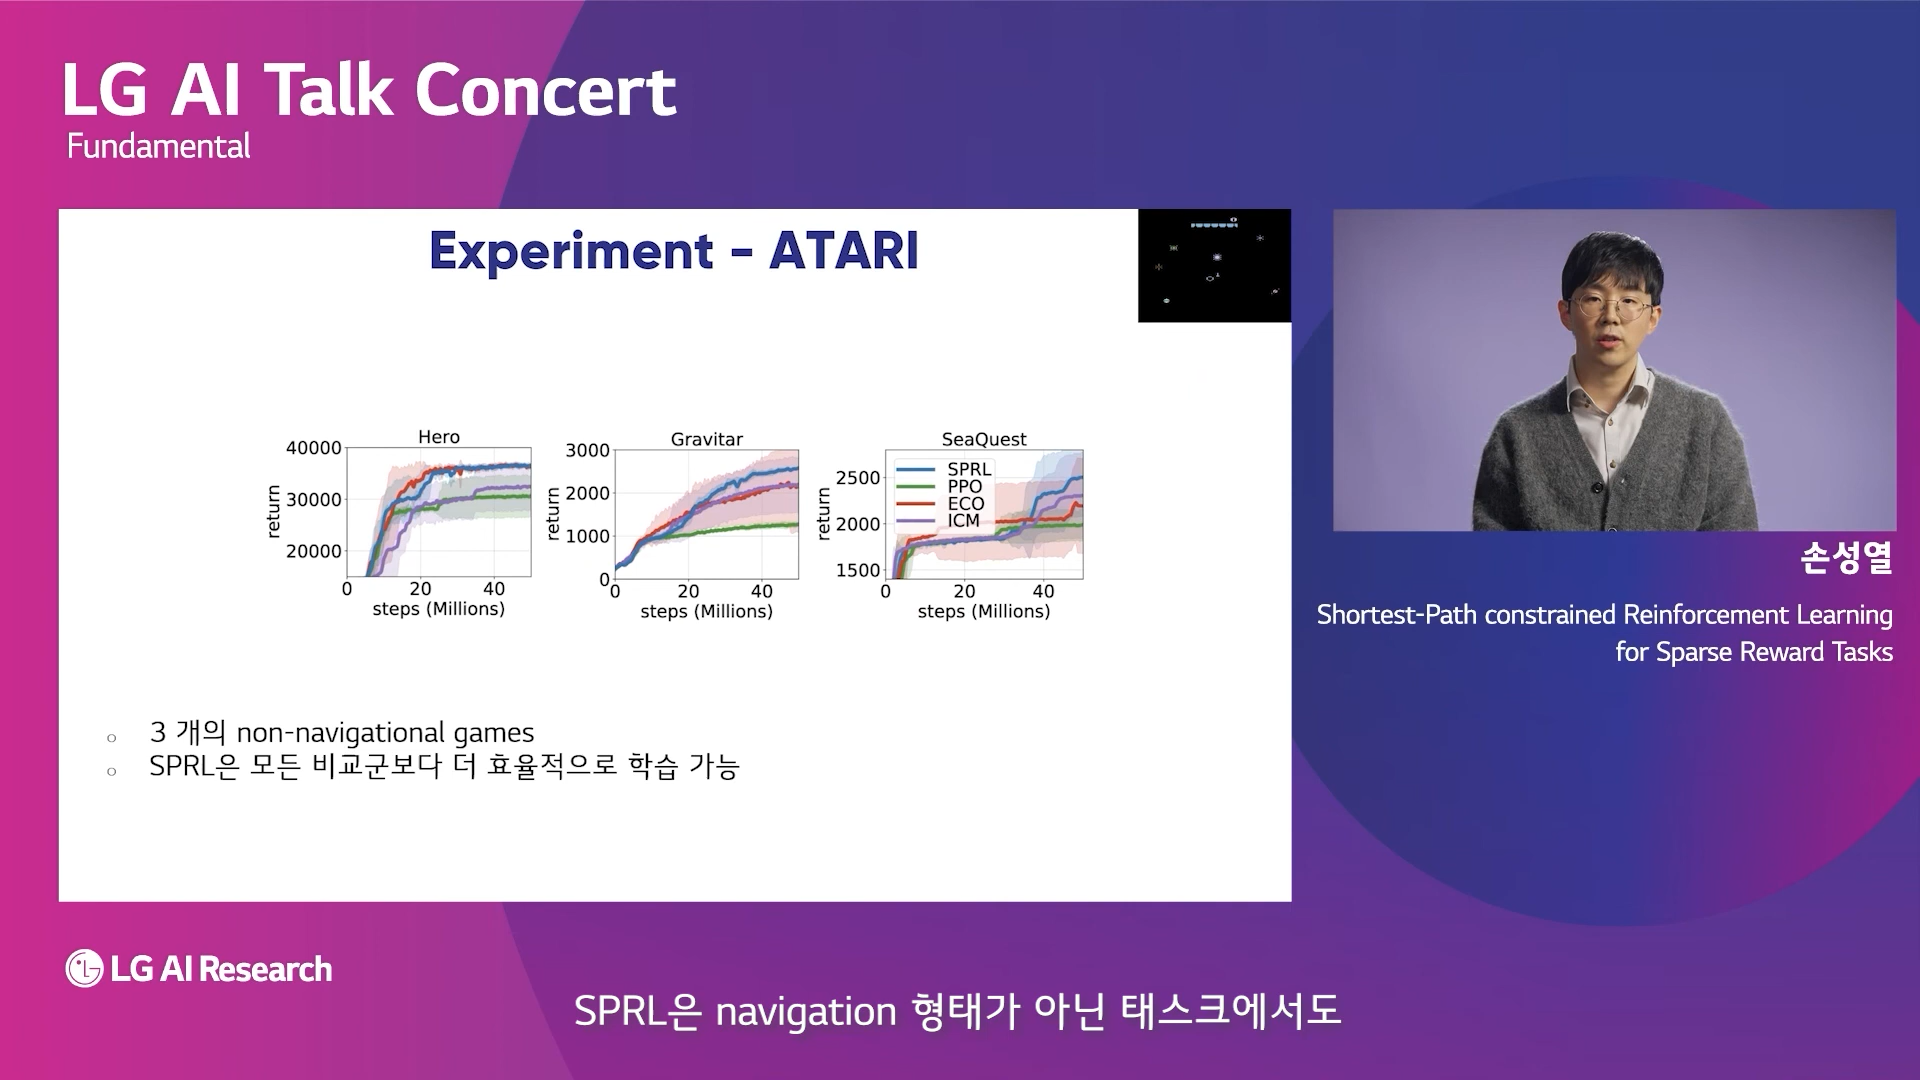 LG AI Talk Concert
Fundamental
Experiment – ATARI
Hero
40000
30000
20000
return
0 20 40
steps (Millions)
Gravitar
3000
2000
1000
0
return
0 20 40
steps (Millions)
SeaQuest
2500
2000
1500
return
SPRL
PPO
ECO
ICM
0 20 40
steps (Millions)
3 개의 non-navigational games
SPRL은 모든 비교군보다 더 효율적으로 학습 가능
손성열
Shortest-Path constrained Reinforcement Learning
for Sparse Reward Tasks
LG AI Research
SPRL은 navigation 형태가 아닌 태스크에서도